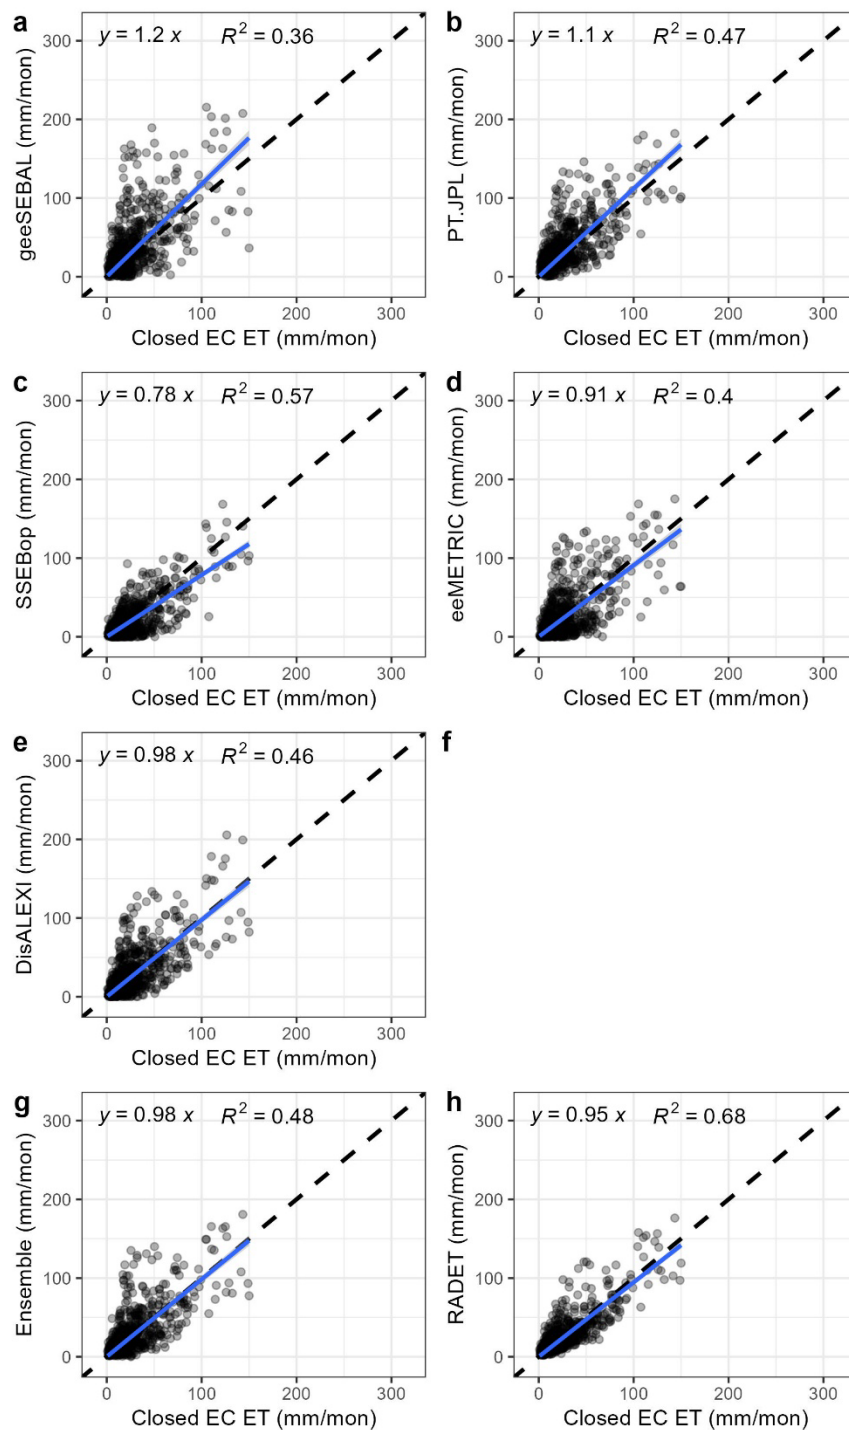 a
y = 1.2 x R² = 0.36
300
200
100
0
geeSEBAL (mm/mon)
0 100 200 300
Closed EC ET (mm/mon)
b
y = 1.1 x R² = 0.47
300
200
100
0
PT.JPL (mm/mon)
0 100 200 300
Closed EC ET (mm/mon)
c
y = 0.78 x R² = 0.57
300
200
100
0
SSEBop (mm/mon)
0 100 200 300
Closed EC ET (mm/mon)
d
y = 0.91 x R² = 0.4
300
200
100
0
eeMETRIC (mm/mon)
0 100 200 300
Closed EC ET (mm/mon)
e
y = 0.98 x R² = 0.46
300
200
100
0
DisALEXI (mm/mon)
0 100 200 300
Closed EC ET (mm/mon)
f
g
y = 0.98 x R² = 0.48
300
200
100
0
Ensemble (mm/mon)
0 100 200 300
Closed EC ET (mm/mon)
h
y = 0.95 x R² = 0.68
300
200
100
0
RADET (mm/mon)
0 100 200 300
Closed EC ET (mm/mon)